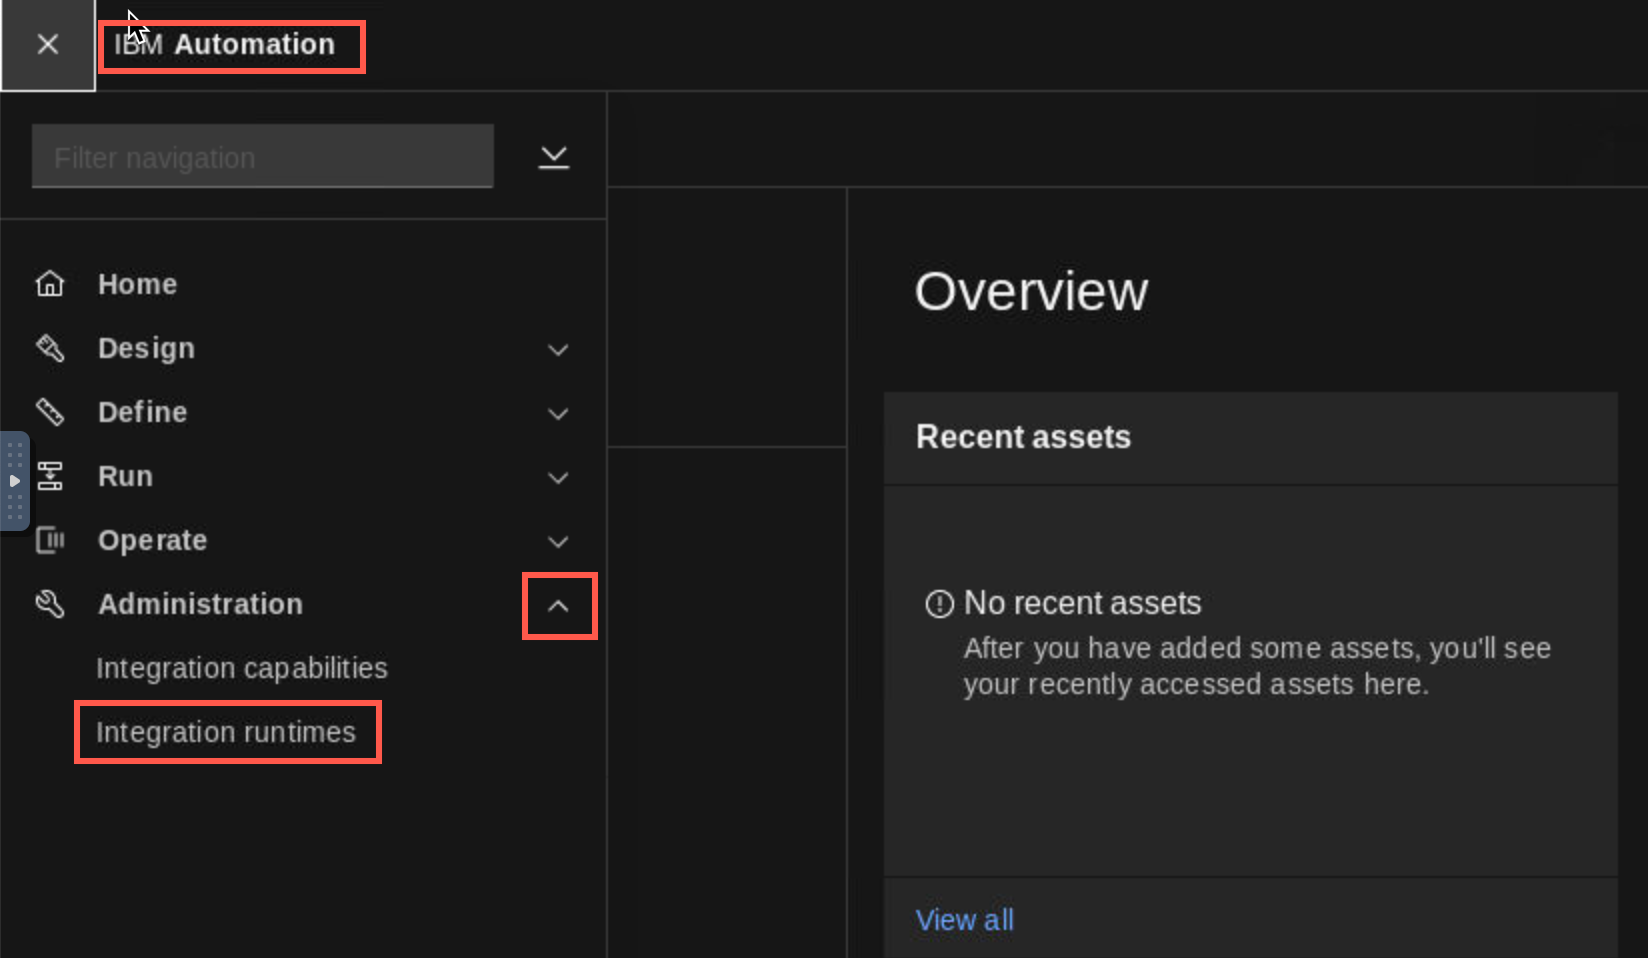 IBM Automation
Filter navigation
Home
Design
Define
Run
Operate
Administration
Integration capabilities
Integration runtimes
Overview
Recent assets
No recent assets
After you have added some assets, you'll see
your recently accessed assets here.
View all